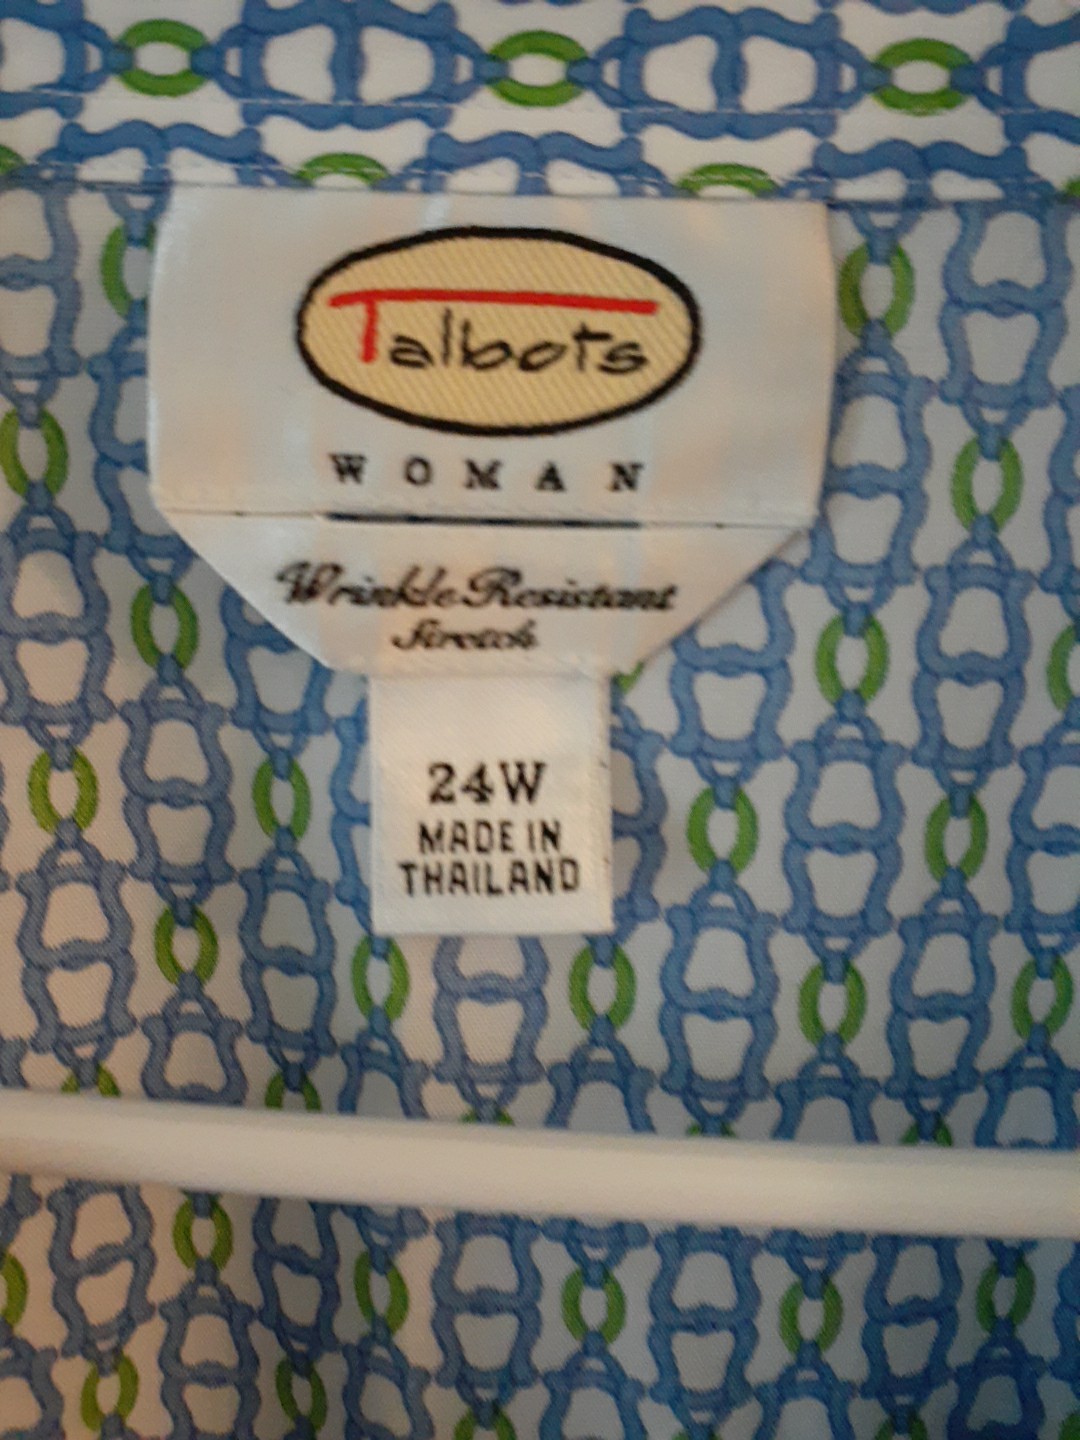 Talbots
WOMAN
Wrinkle Resistant
Stretch
24W
MADE IN
THAILAND